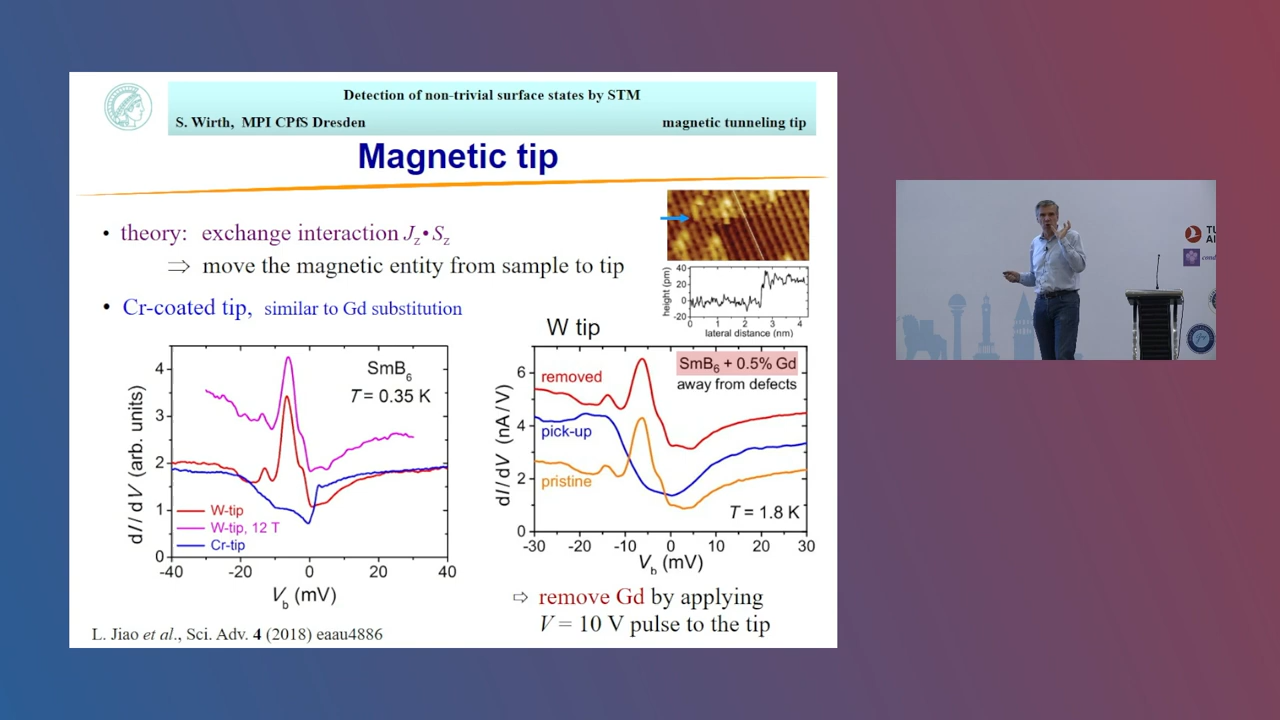 Detection of non-trivial surface states by STM
S. Wirth, MPI CPfS Dresden
magnetic tunneling tip
Magnetic tip
• theory: exchange interaction Jz•Sz
⇒ move the magnetic entity from sample to tip
• Cr-coated tip, similar to Gd substitution
height (pm)
40
20
0
-20
0 1 2 3 4
lateral distance (nm)
SmB6
T = 0.35 K
dI/dV (arb. units)
4
3
2
1
0
W-tip
W-tip, 12 T
Cr-tip
-40 -20 0 20 40
Vb (mV)
W tip
SmB6 + 0.5% Gd
away from defects
removed
pick-up
pristine
T = 1.8 K
dI/dV (nA/V)
6
4
2
0
-30 -20 -10 0 10 20 30
Vb (mV)
⇨ remove Gd by applying
V = 10 V pulse to the tip
L. Jiao et al., Sci. Adv. 4 (2018) eaau4886